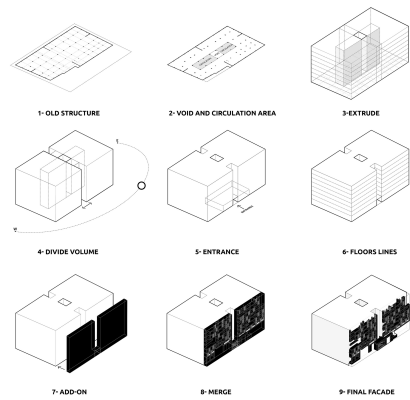 1- OLD STRUCTURE
2- VOID AND CIRCULATION AREA
3-EXTRUDE
4- DIVIDE VOLUME
5- ENTRANCE
6- FLOORS LINES
7- ADD-ON
8- MERGE
9- FINAL FACADE